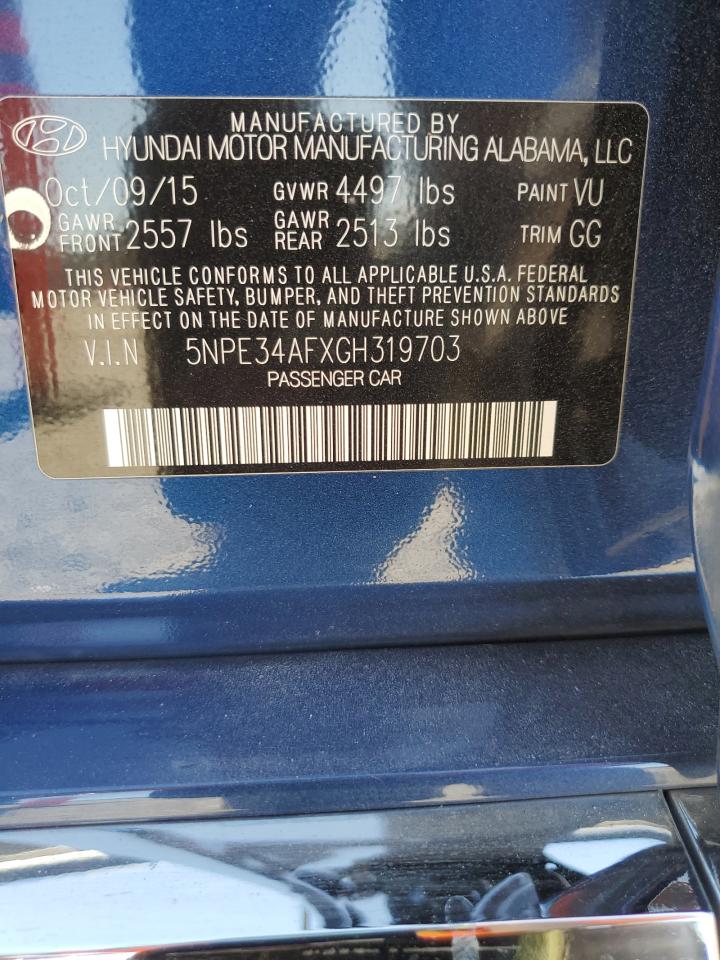 MANUFACTURED BY
HYUNDAI MOTOR MANUFACTURING ALABAMA, LLC
Oct/09/15 GVWR 4497 lbs PAINT VU
GAWR FRONT 2557 lbs GAWR REAR 2513 lbs TRIM GG
THIS VEHICLE CONFORMS TO ALL APPLICABLE U.S.A. FEDERAL
MOTOR VEHICLE SAFETY, BUMPER, AND THEFT PREVENTION STANDARDS
IN EFFECT ON THE DATE OF MANUFACTURE SHOWN ABOVE
V.I.N 5NPE34AFXGH319703
PASSENGER CAR